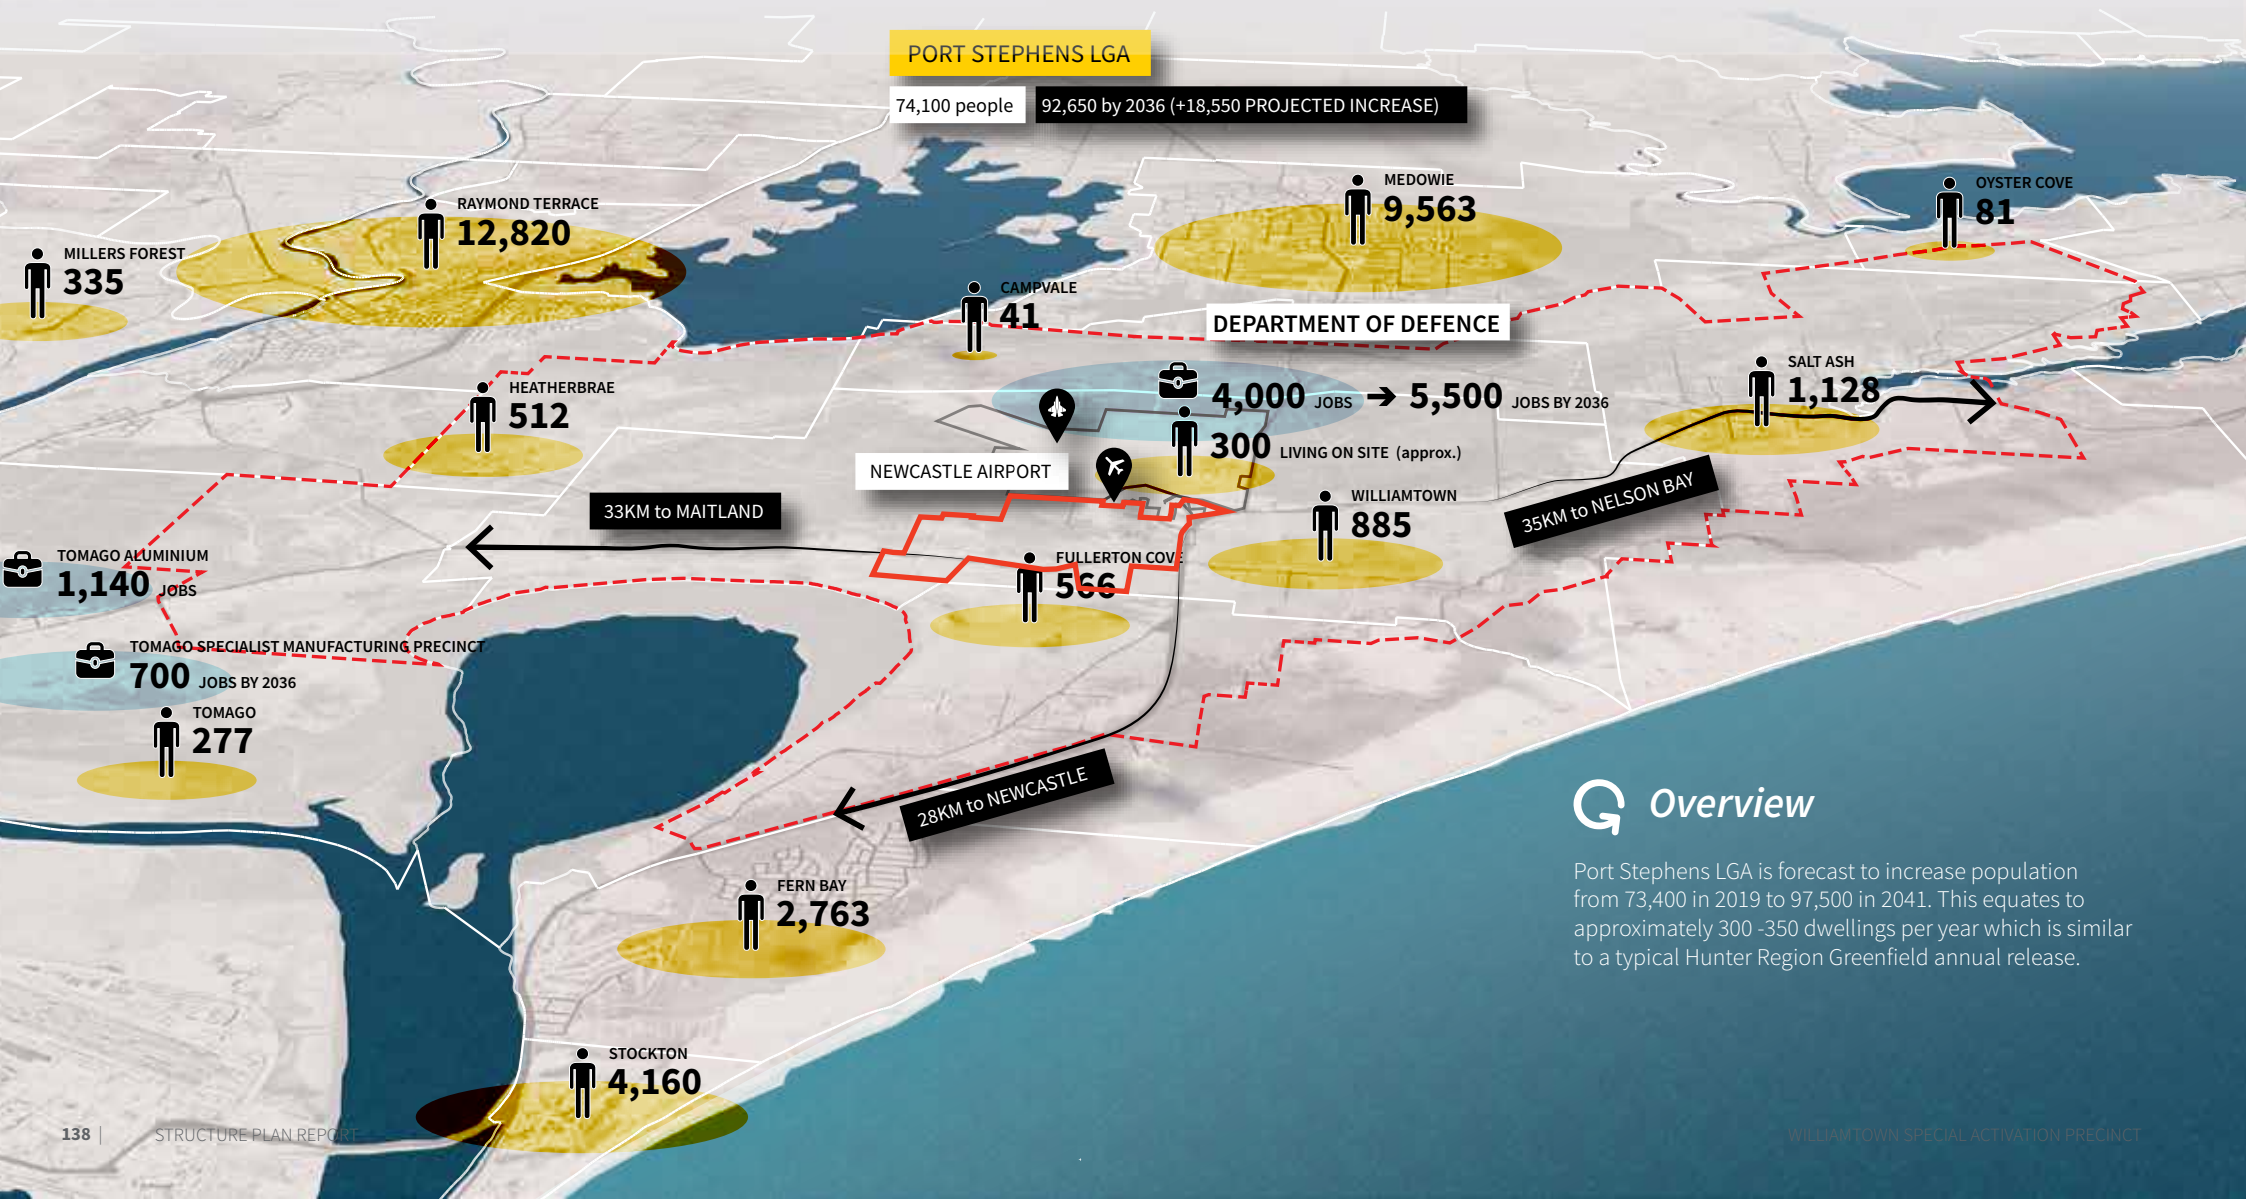 PORT STEPHENS LGA
74,100 people
92,650 by 2036 (+18,550 PROJECTED INCREASE)
MEDOWIE
9,563
OYSTER COVE
81
RAYMOND TERRACE
12,820
MILLERS FOREST
335
CAMPVALE
41
DEPARTMENT OF DEFENCE
4,000 JOBS ➔ 5,500 JOBS BY 2036
300 LIVING ON SITE (approx.)
SALT ASH
1,128
HEATHERBRAE
512
NEWCASTLE AIRPORT
33KM to MAITLAND
WILLIAMTOWN
885
35KM to NELSON BAY
TOMAGO ALUMINIUM
1,140 JOBS
FULLERTON COVE
566
TOMAGO SPECIALIST MANUFACTURING PRECINCT
700 JOBS BY 2036
TOMAGO
277
28KM to NEWCASTLE
Overview
Port Stephens LGA is forecast to increase population
from 73,400 in 2019 to 97,500 in 2041. This equates to
approximately 300 -350 dwellings per year which is similar
to a typical Hunter Region Greenfield annual release.
FERN BAY
2,763
STOCKTON
4,160
138 | STRUCTURE PLAN REPORT
WILLIAMTOWN SPECIAL ACTIVATION PRECINCT